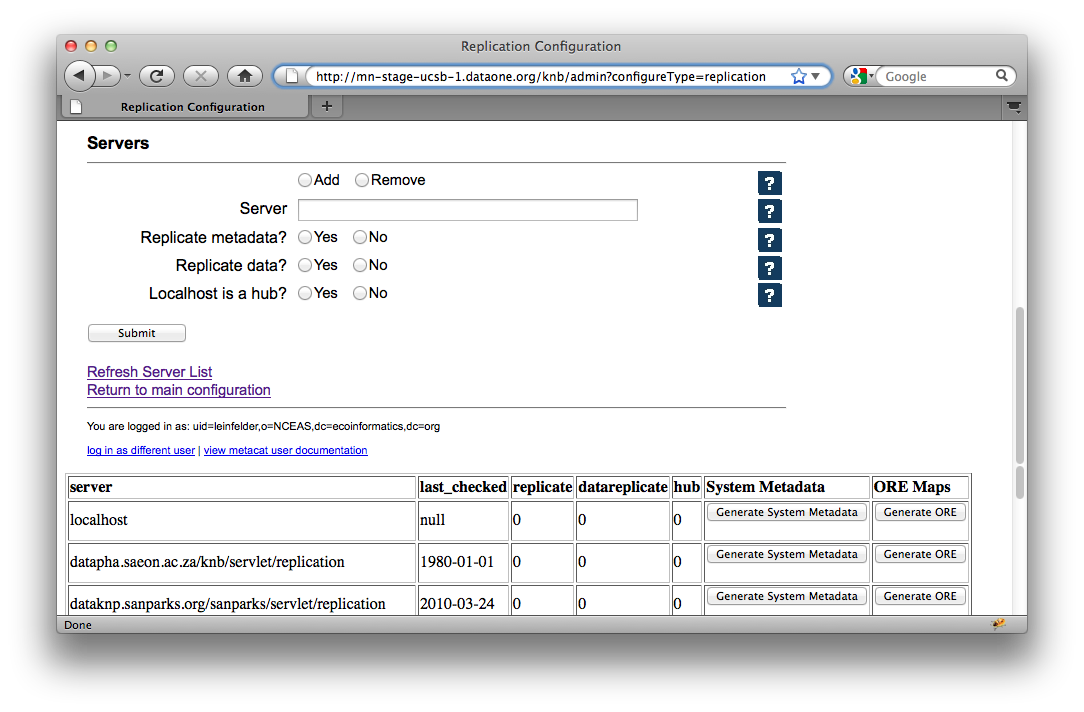 Replication Configuration
http://mn-stage-ucsb-1.dataone.org/knb/admin?configureType=replication
Google
Replication Configuration
+
Servers
Add Remove ?
Server ?
Replicate metadata? Yes No ?
Replicate data? Yes No ?
Localhost is a hub? Yes No ?
Submit
Refresh Server List
Return to main configuration
You are logged in as: uid=leinfelder,o=NCEAS,dc=ecoinformatics,dc=org
log in as different user | view metacat user documentation
server last_checked replicate datareplicate hub System Metadata ORE Maps
localhost null 0 0 0 Generate System Metadata Generate ORE
datapha.saeon.ac.za/knb/servlet/replication 1980-01-01 0 0 0 Generate System Metadata Generate ORE
dataknp.sanparks.org/sanparks/servlet/replication 2010-03-24 0 0 0 Generate System Metadata Generate ORE
Done